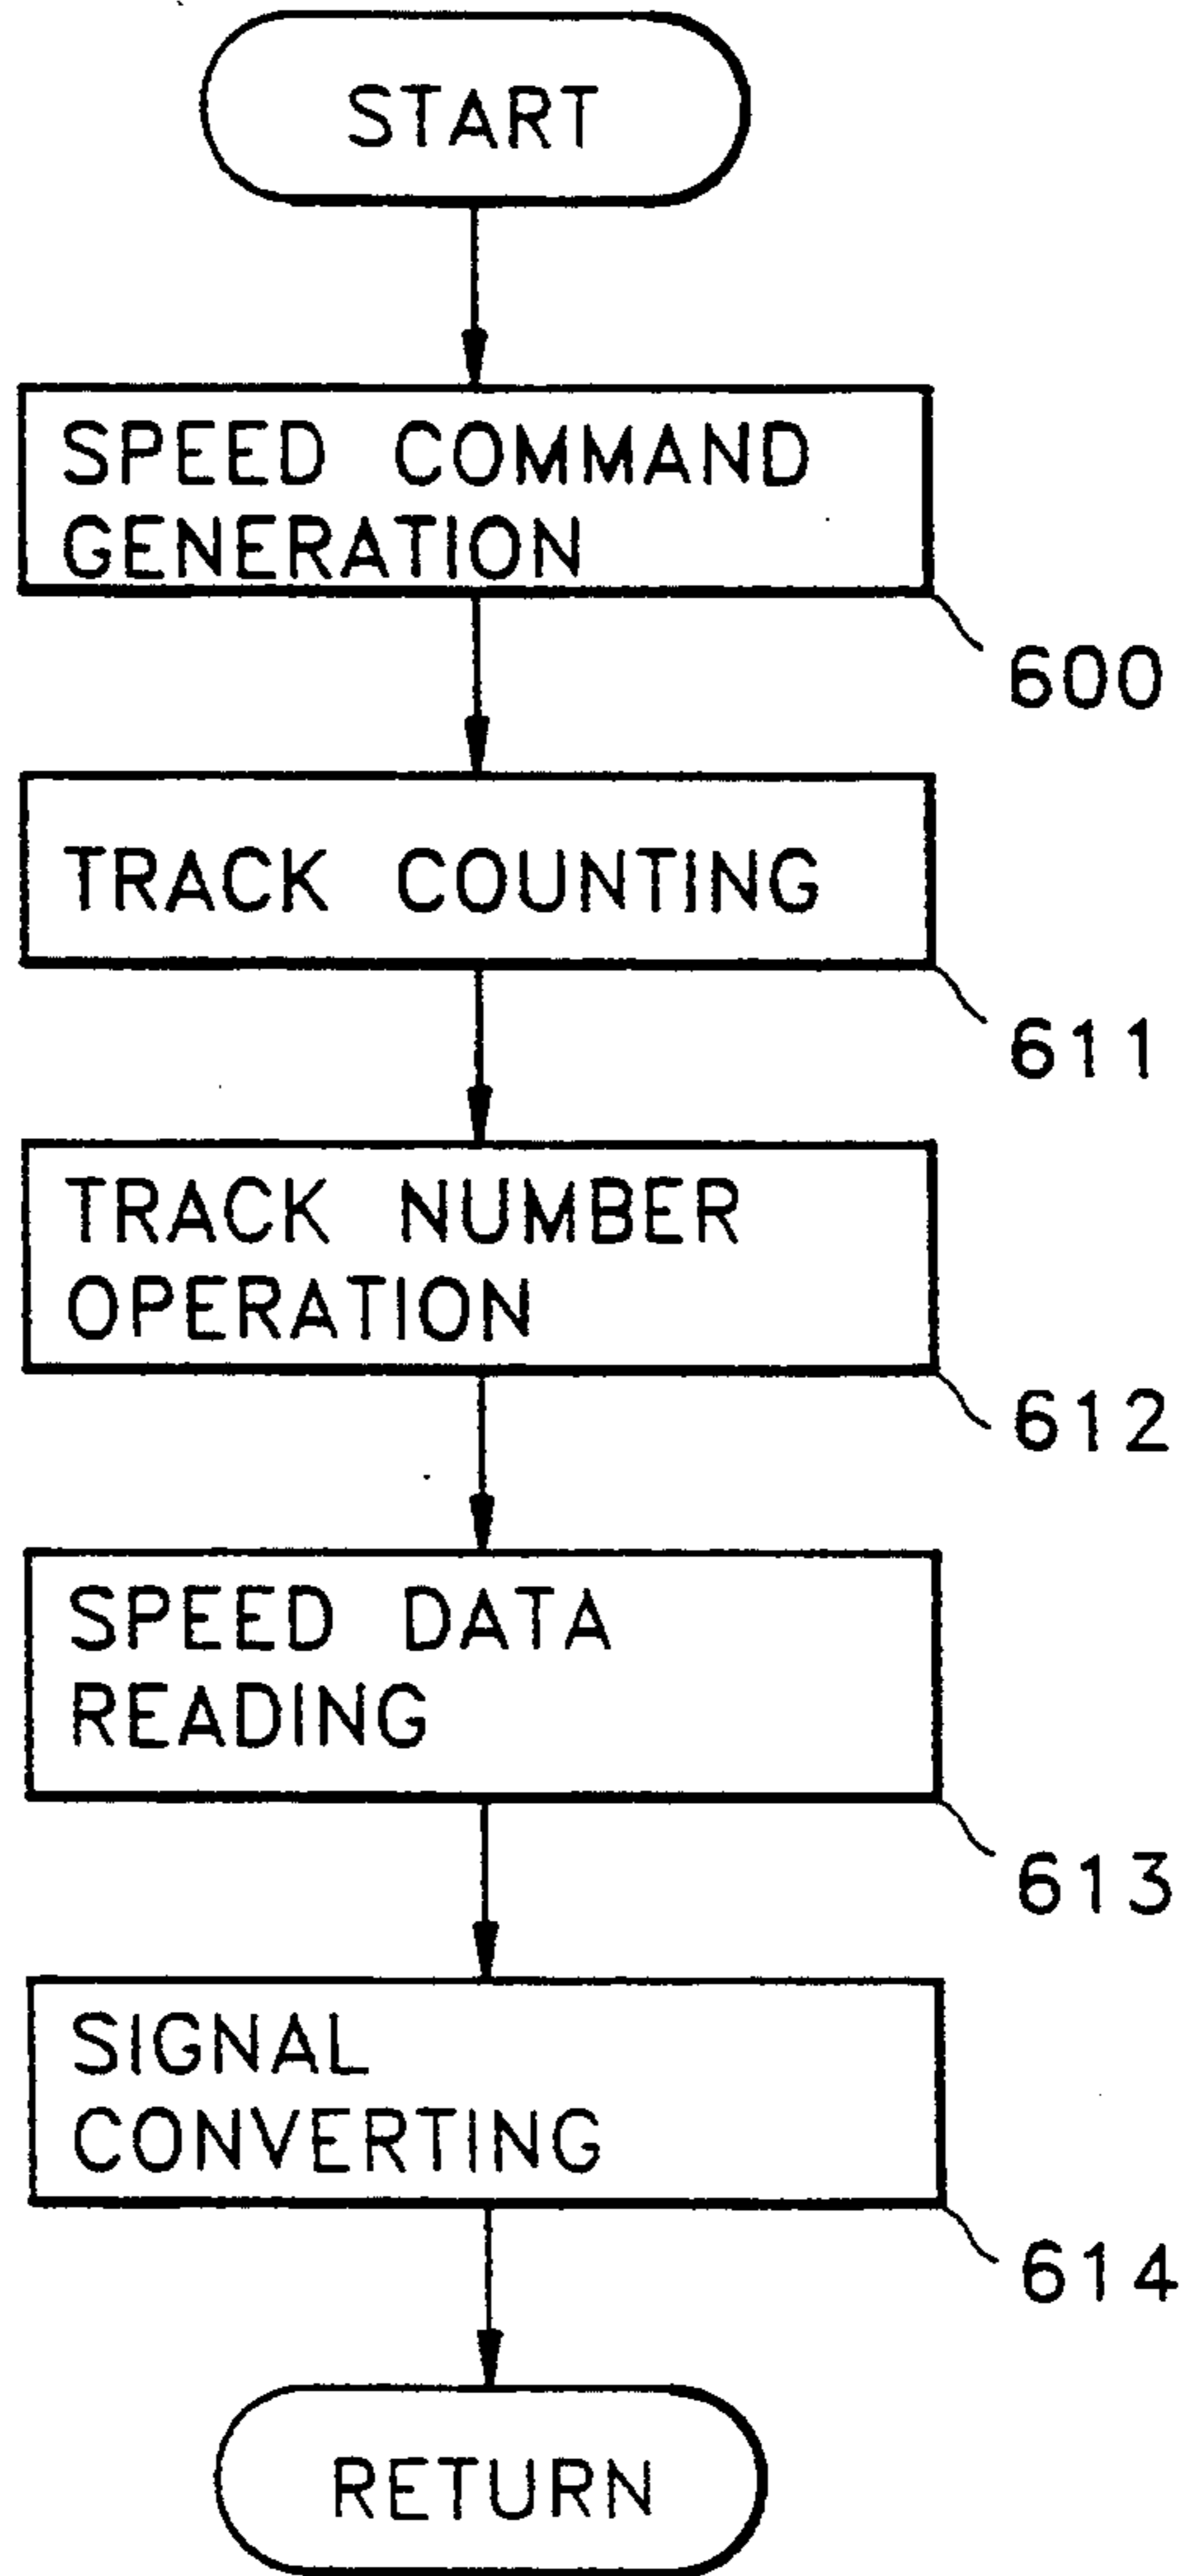 START
SPEED COMMAND
GENERATION
600
TRACK COUNTING
611
TRACK NUMBER
OPERATION
612
SPEED DATA
READING
613
SIGNAL
CONVERTING
614
RETURN